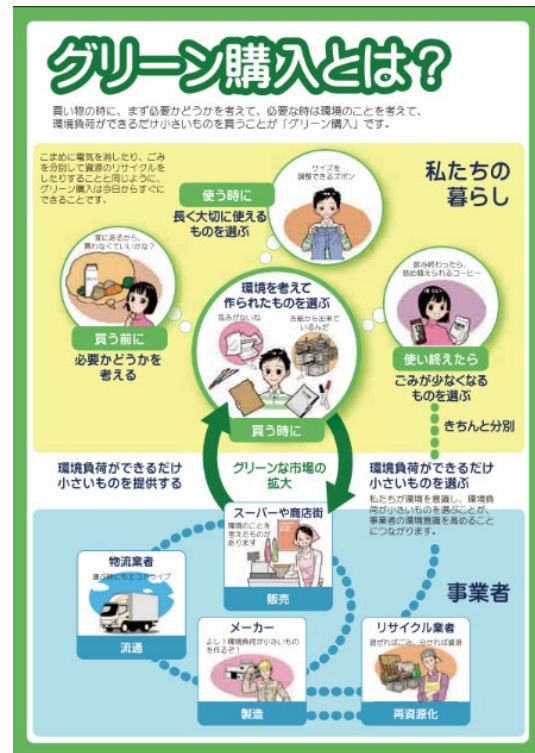 グリーン購入とは？
買い物の時に、まず必要かどうかを考えて、必要な時は環境のことを考えて、
環境負荷ができるだけ小さいものを買うことが「グリーン購入」です。
こまめに電気を消したり、ごみ
を分別して資源のリサイクルを
したりすることと同じように、
グリーン購入は今日からすぐに
できることです。
私たちの
暮らし
サイズを
調整できるズボン
使う時に
長く大切に使える
ものを選ぶ
家にあるから、
買わなくていいかな？
買う前に
必要かどうかを
考える
環境を考えて
作られたものを選ぶ
包みがないね
古紙から出来て
いるんだ
買う時に
飲み終わったら、
詰め替えられるコーヒー
使い終えたら
ごみが少なくなる
ものを選ぶ
きちんと分別
環境負荷ができるだけ
小さいものを提供する
グリーンな市場の
拡大
環境負荷ができるだけ
小さいものを選ぶ
私たちが環境を意識し、環境負
荷が小さいものを選ぶことが、
事業者の環境意識を高めること
につながります。
スーパーや商店街
環境のことを
考えたものが
あります
販売
事業者
物流業者
運ぶ時にもエコドライブ
流通
メーカー
よし！環境負荷が小さいもの
を作るぞ！
製造
リサイクル業者
混ぜればごみ、分ければ資源
再資源化